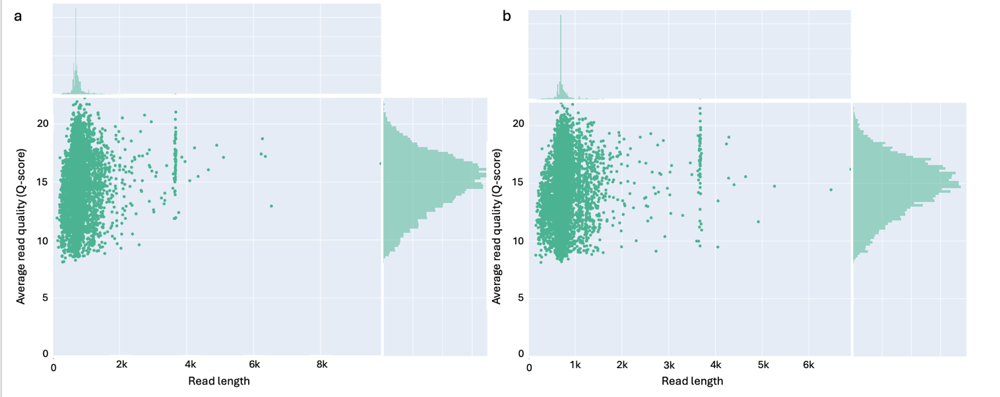 a
20
15
10
5
0
0 2k 4k 6k 8k
Read length
Average read quality (Q-score)
b
20
15
10
5
0
0 1k 2k 3k 4k 5k 6k
Read length
Average read quality (Q-score)